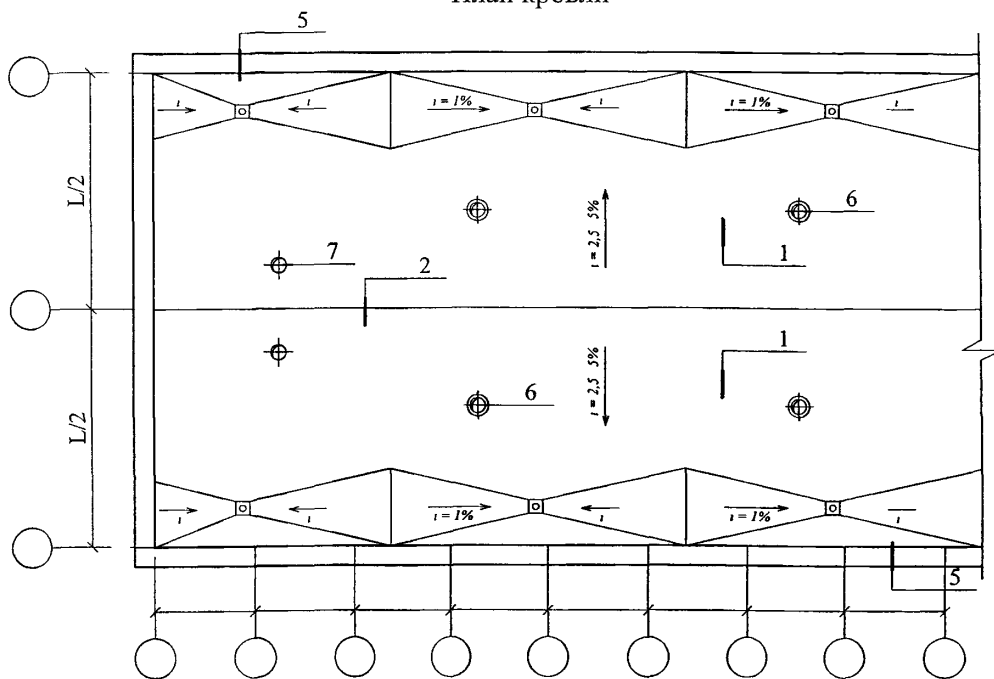 План кровли
5
ι
ι
ι = 1%
ι
ι = 1%
ι
L/2
ι = 2,5 5%
6
7
2
1
1
L/2
ι = 2,5 5%
6
ι
ι
ι = 1%
ι
ι = 1%
ι
5